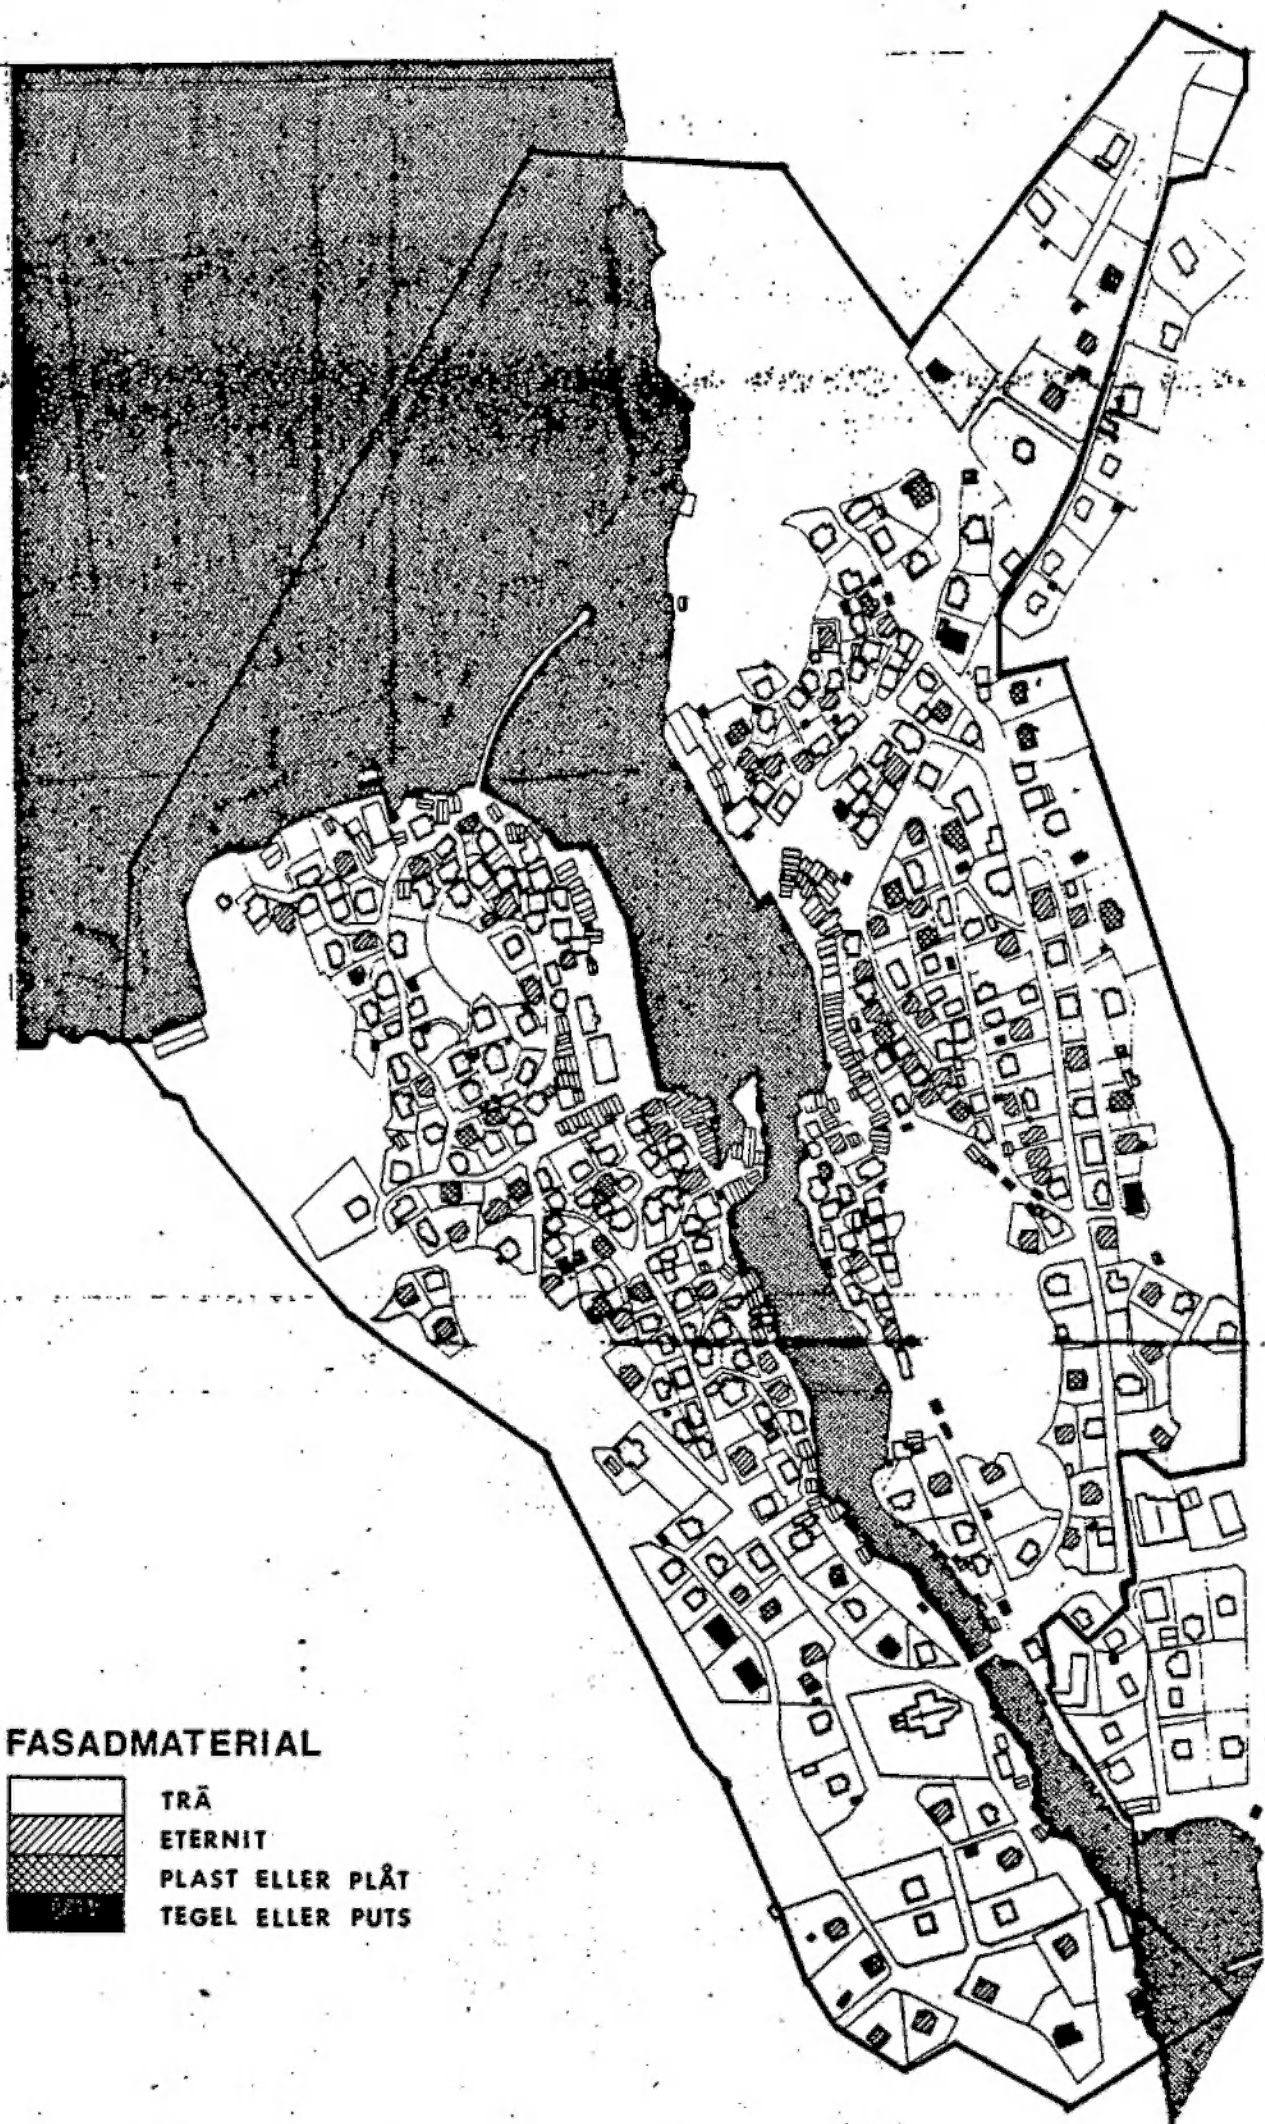 FASADMATERIAL
TRÄ
ETERNIT
PLAST ELLER PLÅT
TEGEL ELLER PUTS